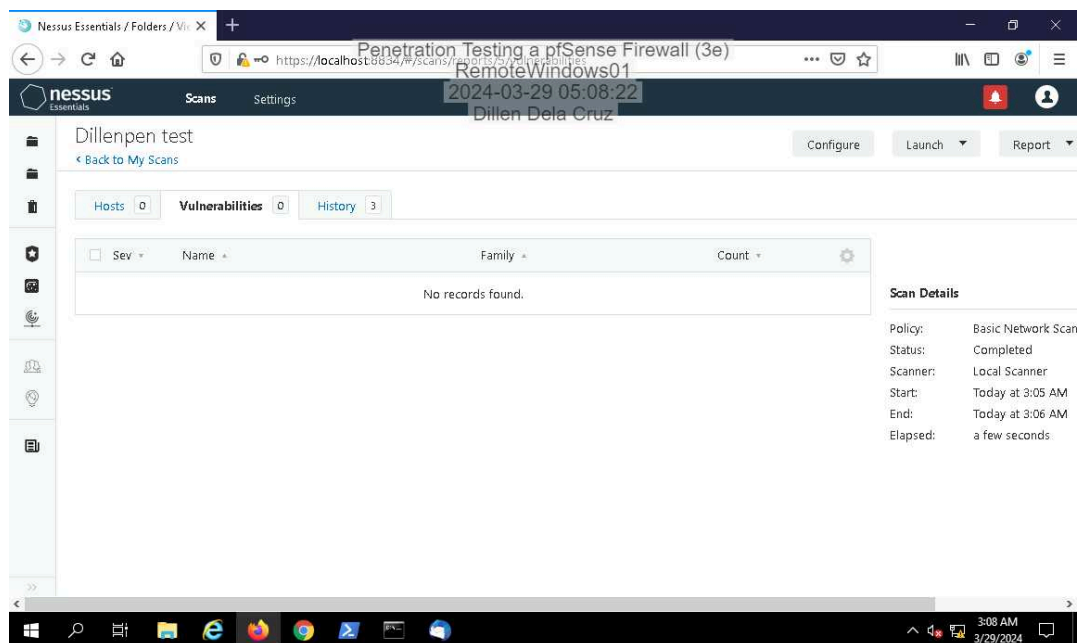 Nessus Essentials / Folders / Vi
https://localhost:8834/#/scans/reports/5/vulnerabilities
Penetration Testing a pfSense Firewall (3e)
RemoteWindows01
2024-03-29 05:08:22
Dillen Dela Cruz
nessus
Essentials
Scans
Settings
Dillenpen test
Configure
Launch
Report
Back to My Scans
Hosts 0
Vulnerabilities 0
History 3
Sev Name Family Count
No records found.
Scan Details
Policy: Basic Network Scan
Status: Completed
Scanner: Local Scanner
Start: Today at 3:05 AM
End: Today at 3:06 AM
Elapsed: a few seconds
3:08 AM
3/29/2024